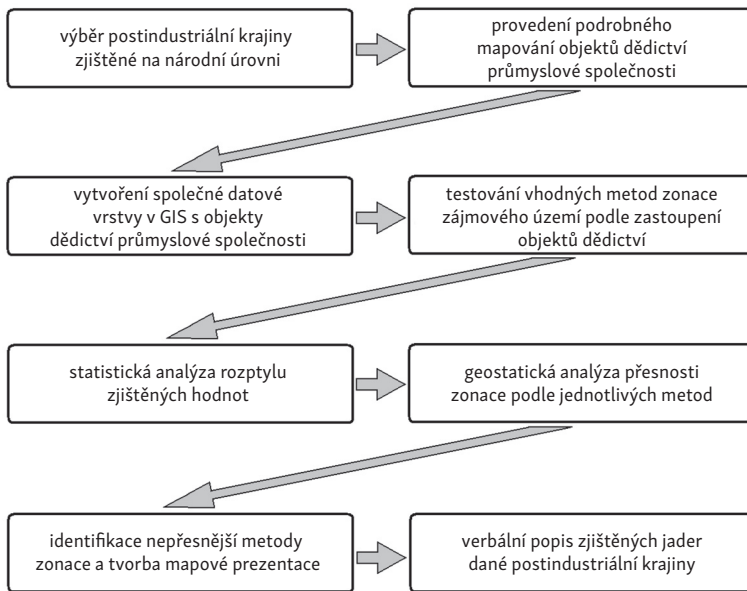 výběr postindustriální krajiny
zjištěné na národní úrovni
provedení podrobného
mapování objektů dědictví
průmyslové společnosti
vytvoření společné datové
vrstvy v GIS s objekty
dědictví průmyslové společnosti
testování vhodných metod zonace
zájmového území podle zastoupení
objektů dědictví
statistická analýza rozptylu
zjištěných hodnot
geostatická analýza přesnosti
zonace podle jednotlivých metod
identifikace nepřesnější metody
zonace a tvorba mapové prezentace
verbální popis zjištěných jader
dané postindustriální krajiny